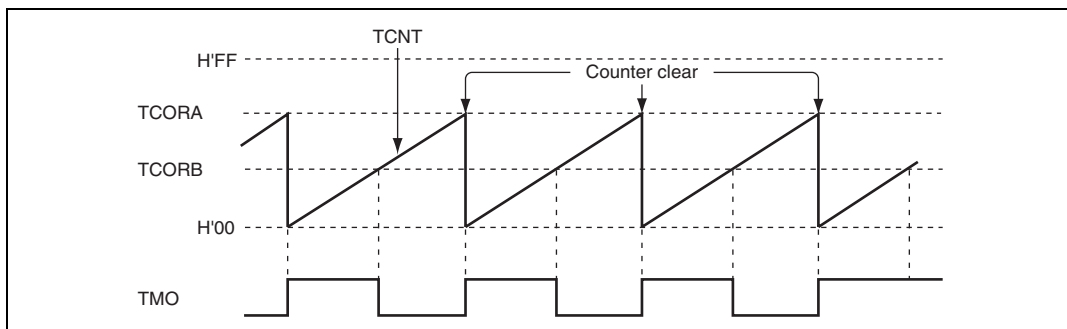 TCNT
H'FF
Counter clear
TCORA
TCORB
H'00
TMO